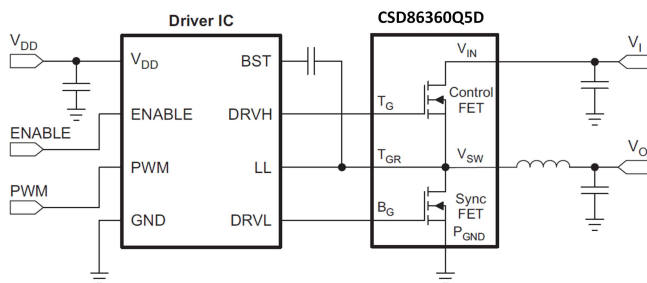 Driver IC
CSD86360Q5D
VDD
VDD
BST
VIN
VI
ENABLE
ENABLE
DRVH
TG
Control
FET
PWM
PWM
LL
TGR
VSW
VO
GND
DRVL
BG
Sync
FET
PGND